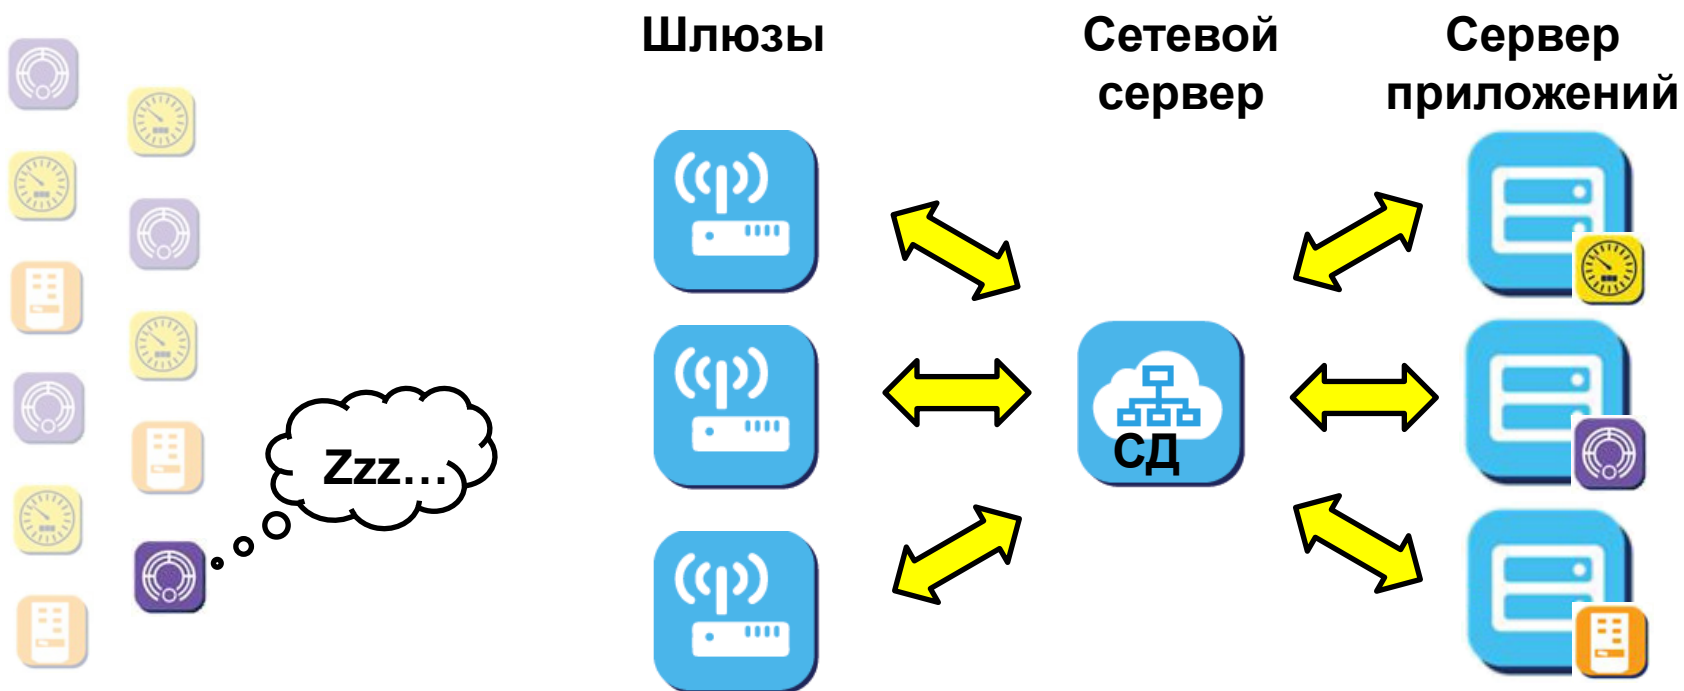 Шлюзы
Сетевой
сервер
Сервер
приложений
Zzz...
СД